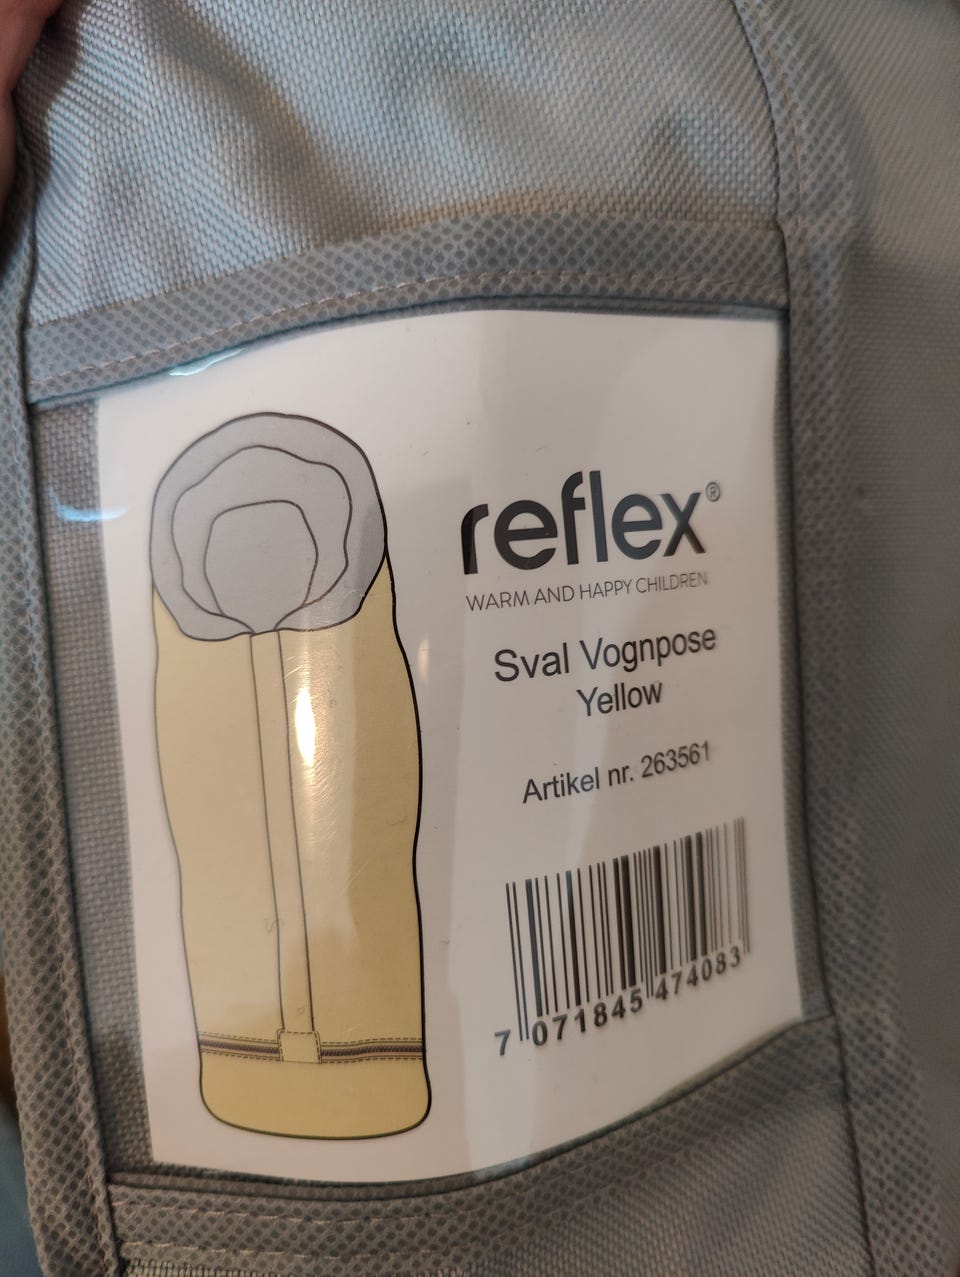 reflex®
WARM AND HAPPY CHILDREN
Sval Vognpose
Yellow
Artikel nr. 263561
7 071845 474083